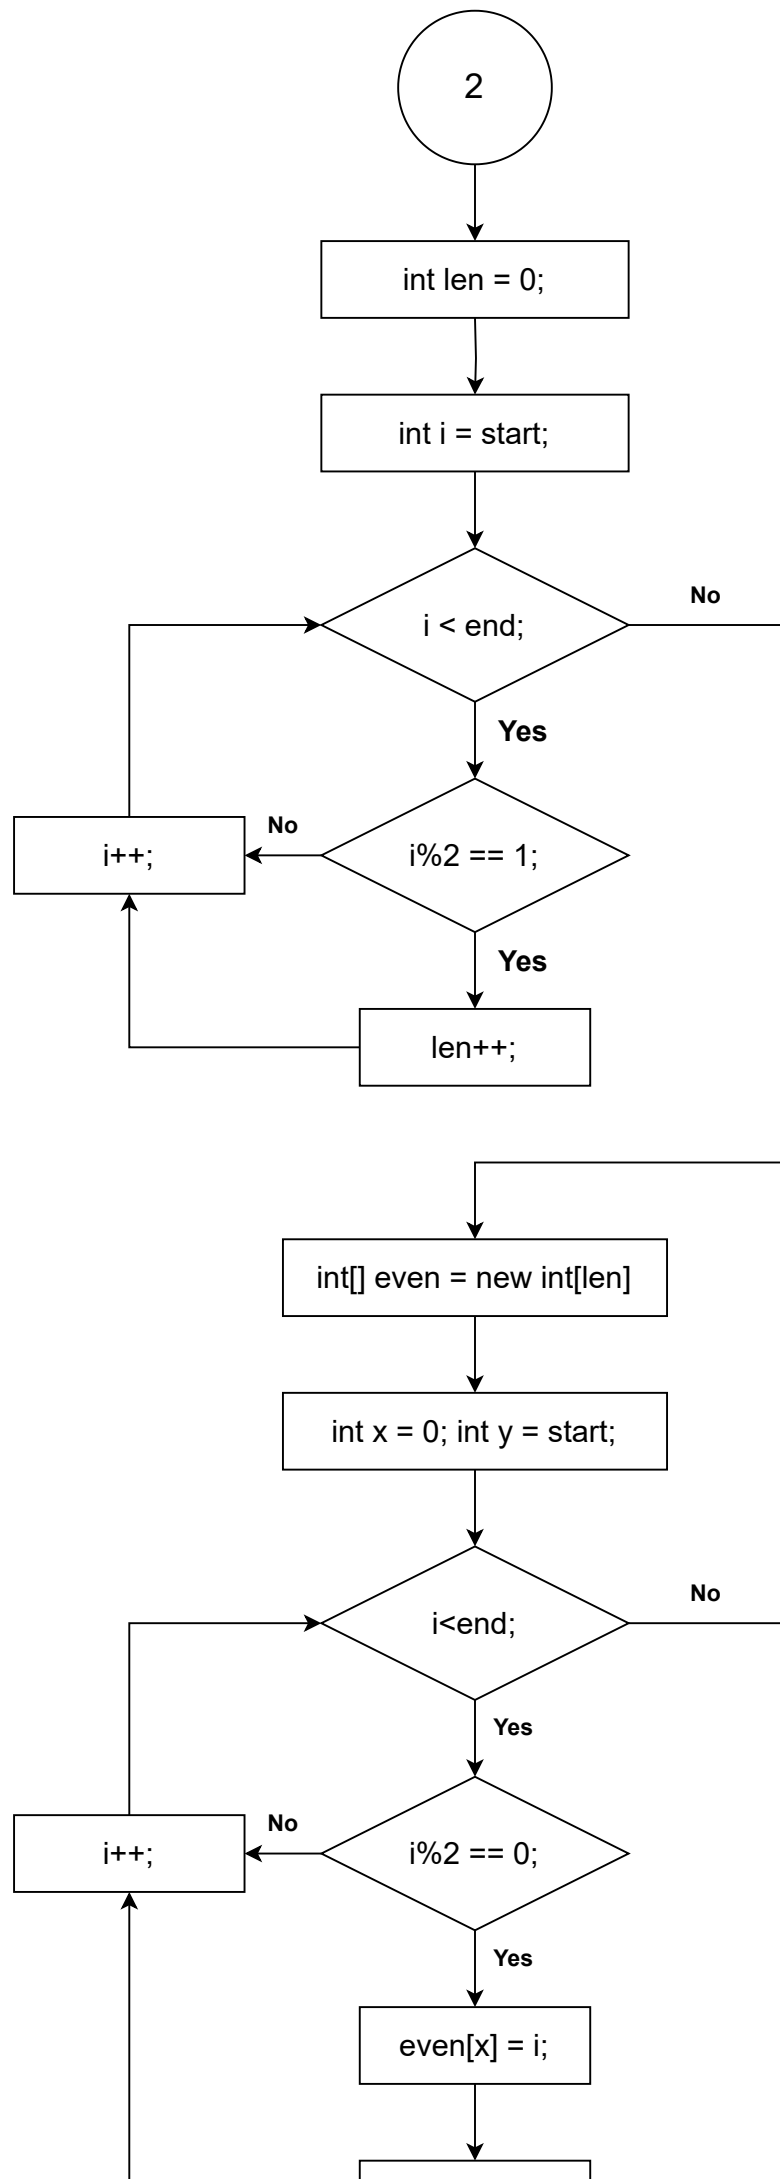 2
int len = 0;
int i = start;
i < end;
No
Yes
i++;
No
i%2 == 1;
Yes
len++;
int[] even = new int[len]
int x = 0; int y = start;
i<end;
No
Yes
i++;
No
i%2 == 0;
Yes
even[x] = i;